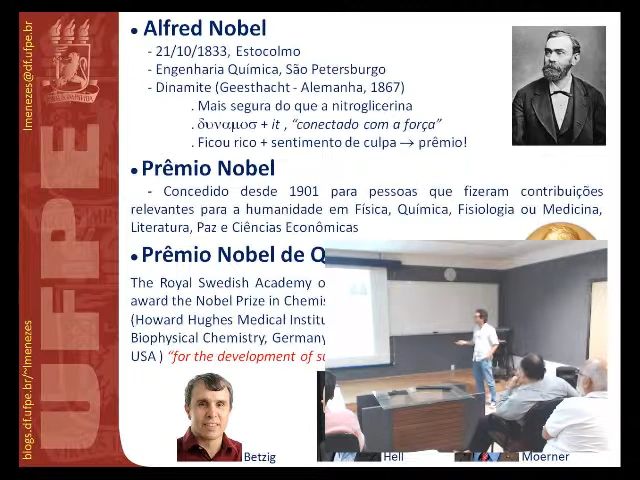 • Alfred Nobel
- 21/10/1833, Estocolmo
- Engenharia Química, São Petersburgo
- Dinamite (Geesthacht - Alemanha, 1867)
. Mais segura do que a nitroglicerina
. δυναμοσ + it , “conectado com a força”
. Ficou rico + sentimento de culpa → prêmio!
• Prêmio Nobel
- Concedido desde 1901 para pessoas que fizeram contribuições
relevantes para a humanidade em Física, Química, Fisiologia ou Medicina,
Literatura, Paz e Ciências Econômicas
• Prêmio Nobel de Q
The Royal Swedish Academy o
award the Nobel Prize in Chemis
(Howard Hughes Medical Institu
Biophysical Chemistry, Germany
USA ) “for the development of su
Betzig
Hell
Moerner
lmenezes@df.ufpe.br
UFPE
blogs.df.ufpe.br/~lmenezes